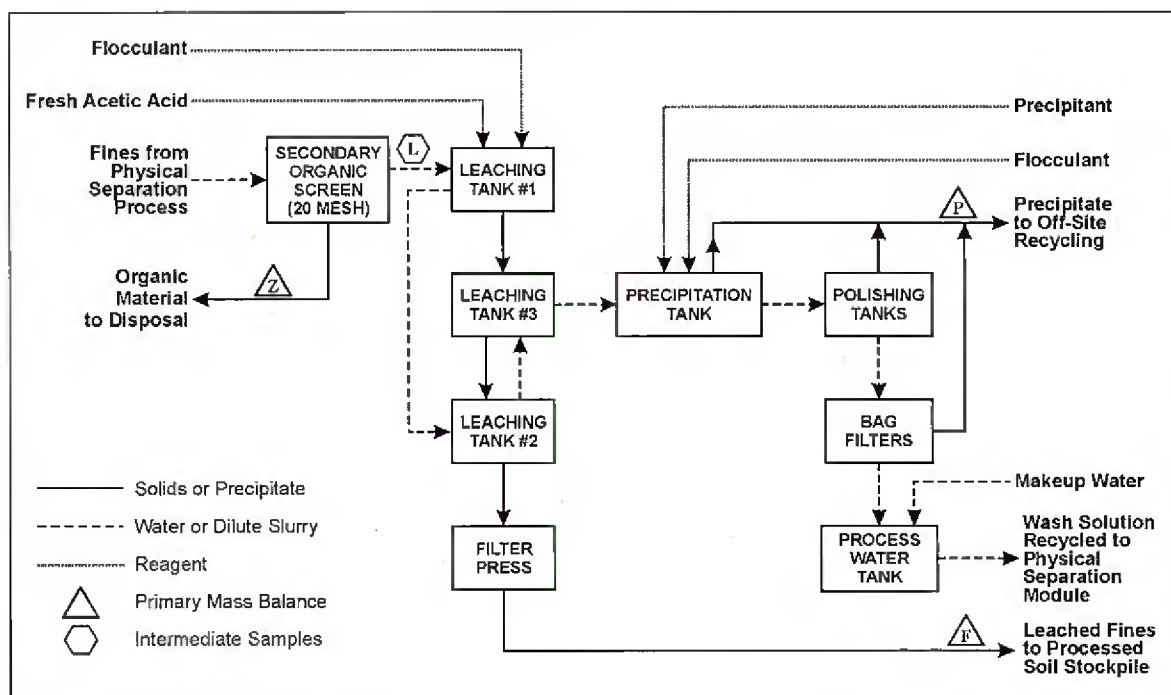 Flocculant
Fresh Acetic Acid
Fines from
Physical
Separation
Process
SECONDARY
ORGANIC
SCREEN
(20 MESH)
L
LEACHING
TANK #1
Organic
Material
to Disposal
Z
LEACHING
TANK #3
LEACHING
TANK #2
FILTER
PRESS
Precipitant
Flocculant
P
Precipitate
to Off-Site
Recycling
PRECIPITATION
TANK
POLISHING
TANKS
BAG
FILTERS
Makeup Water
PROCESS
WATER
TANK
Wash Solution
Recycled to
Physical
Separation
Module
F
Leached Fines
to Processed
Soil Stockpile
Solids or Precipitate
Water or Dilute Slurry
Reagent
Primary Mass Balance
Intermediate Samples